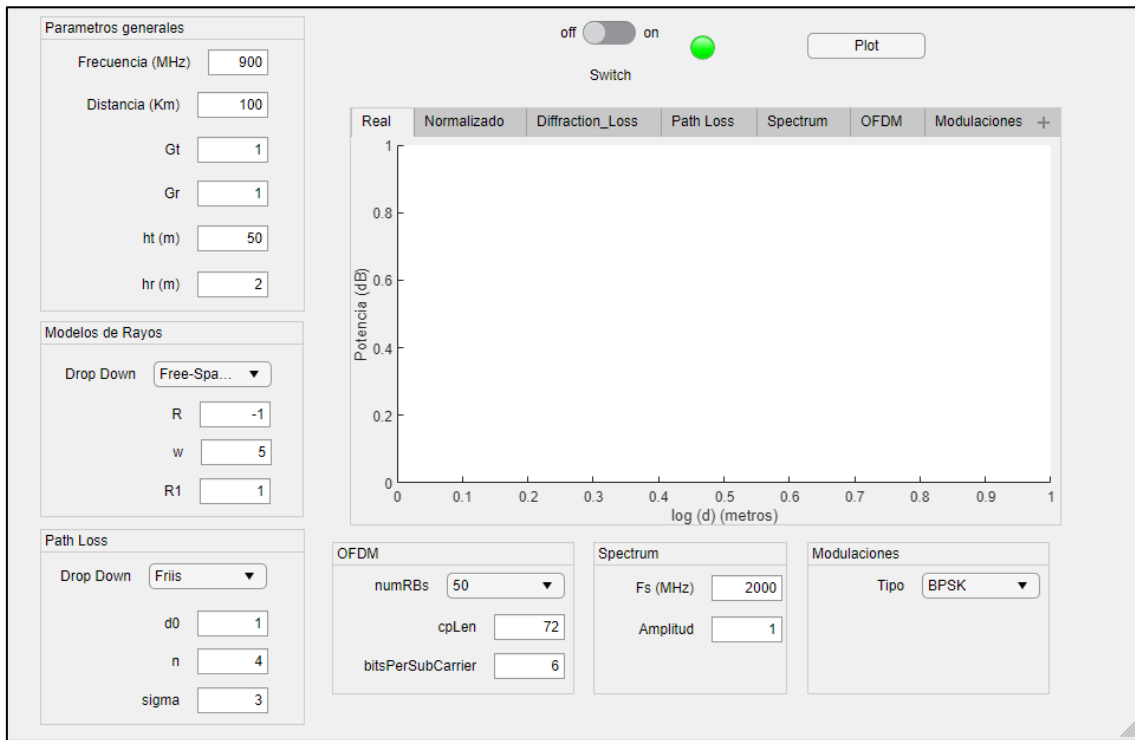 Parametros generales
Frecuencia (MHz) 900
Distancia (Km) 100
Gt 1
Gr 1
ht (m) 50
hr (m) 2
Modelos de Rayos
Drop Down Free-Spa...
R -1
w 5
R1 1
Path Loss
Drop Down Friis
d0 1
n 4
sigma 3
off on
Switch
Plot
Real Normalizado Diffraction_Loss Path Loss Spectrum OFDM Modulaciones +
Potencia (dB)
1
0.8
0.6
0.4
0.2
0
0 0.1 0.2 0.3 0.4 0.5 0.6 0.7 0.8 0.9 1
log (d) (metros)
OFDM
numRBs 50
cpLen 72
bitsPerSubCarrier 6
Spectrum
Fs (MHz) 2000
Amplitud 1
Modulaciones
Tipo BPSK